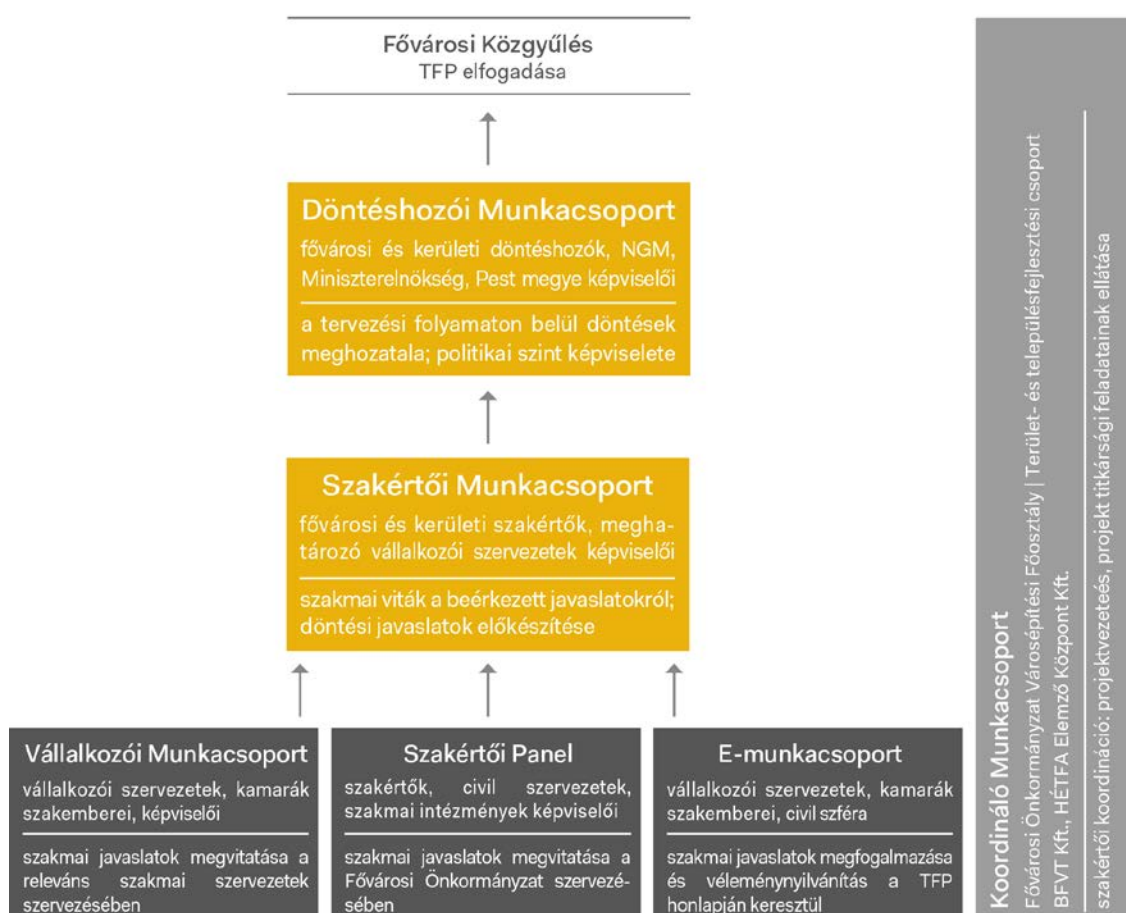 Fővárosi Közgyűlés
TFP elfogadása
Döntéshozói Munkacsoport
fővárosi és kerületi döntéshozók, NGM,
Miniszterelnökség, Pest megye képviselői
a tervezési folyamaton belül döntések
meghozatala; politikai szint képviselete
Szakértői Munkacsoport
fővárosi és kerületi szakértők, megha-
tározó vállalkozói szervezetek képviselői
szakmai viták a beérkezett javaslatokról;
döntési javaslatok előkészítése
Vállalkozói Munkacsoport
vállalkozói szervezetek, kamarák
szakemberei, képviselői
szakmai javaslatok megvitatása a
releváns szakmai szervezetek
szervezésében
Szakértői Panel
szakértők, civil szervezetek,
szakmai intézmények képviselői
szakmai javaslatok megvitatása a
Fővárosi Önkormányzat szervezé-
sében
E-munkacsoport
vállalkozói szervezetek, kamarák
szakemberei, civil szféra
szakmai javaslatok megfogalmazása
és véleménynyilvánítás a TFP
honlapján keresztül
Koordináló Munkacsoport
Fővárosi Önkormányzat Városépítési Főosztály | Terület- és településfejlesztési csoport
BFVT Kft., HÉTFA Elemző Központ Kft.
szakértői koordináció: projektvezeteés, projekt titkársági feladatainak ellátása